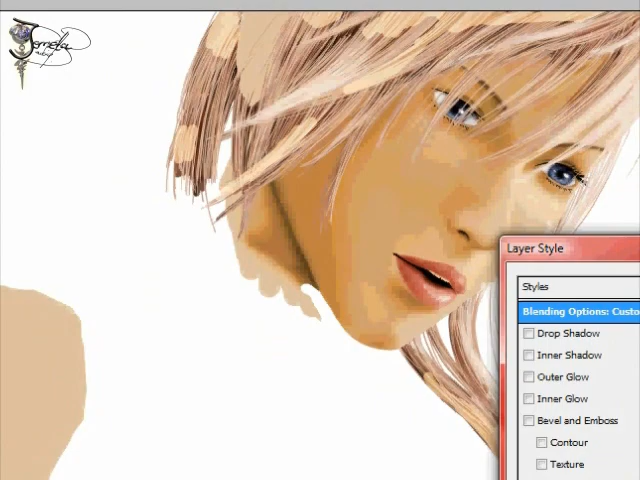 Layer Style
Styles
Blending Options: Custo
Drop Shadow
Inner Shadow
Outer Glow
Inner Glow
Bevel and Emboss
Contour
Texture